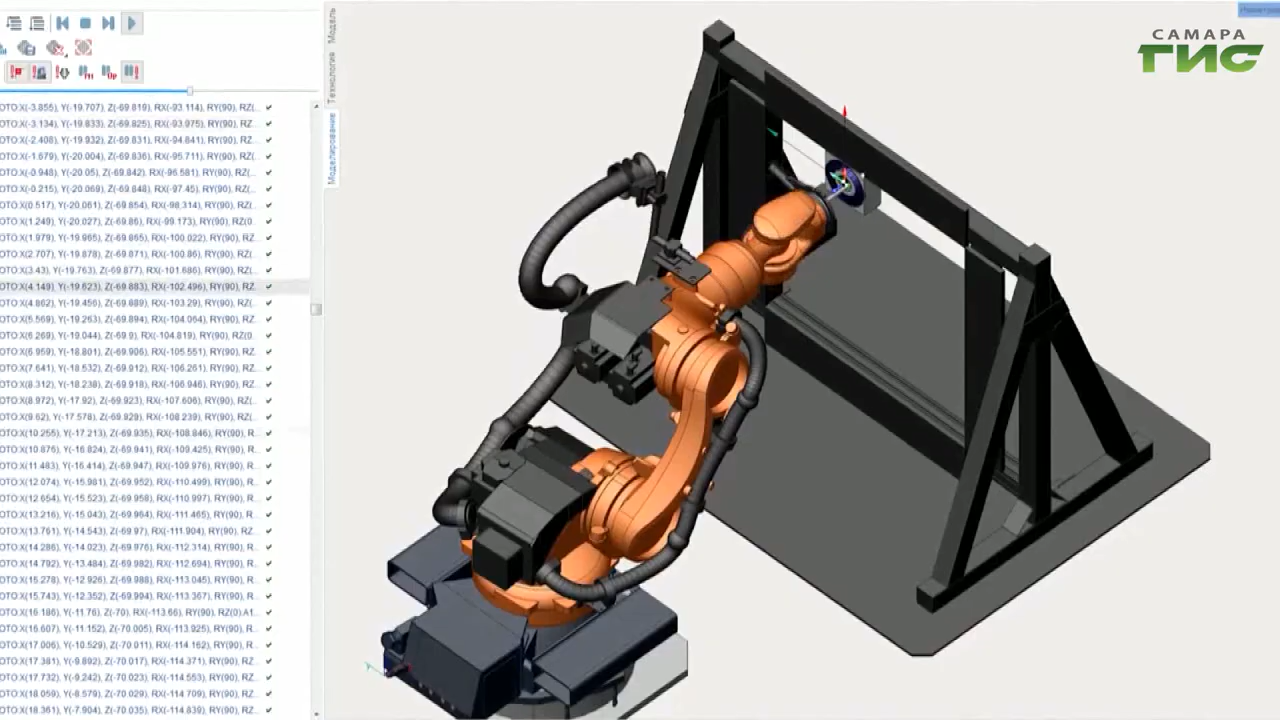 САМАРА
ГИС
Модель
Технология
Моделирование
OTO X(-3.855), Y(-19.707), Z(-69.819), RX(-93.114), RY(90), RZ(...
OTO X(-3.134), Y(-19.833), Z(-69.825), RX(-93.975), RY(90), RZ...
OTO X(-2.408), Y(-19.932), Z(-69.831), RX(-94.841), RY(90), RZ...
OTO X(-1.679), Y(-20.004), Z(-69.836), RX(-95.711), RY(90), RZ(...
OTO X(-0.948), Y(-20.05), Z(-69.842), RX(-96.581), RY(90), RZ(...
OTO X(-0.215), Y(-20.069), Z(-69.848), RX(-97.45), RY(90), RZ(...
OTO X(0.517), Y(-20.061), Z(-69.854), RX(-98.314), RY(90), RZ(...
OTO X(1.249), Y(-20.027), Z(-69.86), RX(-99.173), RY(90), RZ(0...
OTO X(1.979), Y(-19.965), Z(-69.865), RX(-100.022), RY(90), RZ...
OTO X(2.707), Y(-19.878), Z(-69.871), RX(-100.86), RY(90), RZ(...
OTO X(3.43), Y(-19.763), Z(-69.877), RX(-101.686), RY(90), RZ(...
OTO X(4.149), Y(-19.623), Z(-69.883), RX(-102.496), RY(90), RZ...
OTO X(4.862), Y(-19.456), Z(-69.889), RX(-103.29), RY(90), RZ(...
OTO X(5.569), Y(-19.263), Z(-69.894), RX(-104.064), RY(90), RZ(...
OTO X(6.269), Y(-19.044), Z(-69.9), RX(-104.819), RY(90), RZ(0...
OTO X(6.959), Y(-18.801), Z(-69.906), RX(-105.551), RY(90), RZ(...
OTO X(7.641), Y(-18.532), Z(-69.912), RX(-106.261), RY(90), RZ(...
OTO X(8.312), Y(-18.238), Z(-69.918), RX(-106.946), RY(90), RZ(...
OTO X(8.972), Y(-17.92), Z(-69.923), RX(-107.606), RY(90), RZ(...
OTO X(9.62), Y(-17.578), Z(-69.929), RX(-108.239), RY(90), RZ(...
OTO X(10.255), Y(-17.213), Z(-69.935), RX(-108.846), RY(90), R...
OTO X(10.876), Y(-16.824), Z(-69.941), RX(-109.425), RY(90), R...
OTO X(11.483), Y(-16.414), Z(-69.947), RX(-109.976), RY(90), R...
OTO X(12.074), Y(-15.981), Z(-69.952), RX(-110.499), RY(90), R...
OTO X(12.654), Y(-15.523), Z(-69.958), RX(-110.997), RY(90), R...
OTO X(13.216), Y(-15.043), Z(-69.964), RX(-111.465), RY(90), R...
OTO X(13.761), Y(-14.543), Z(-69.97), RX(-111.904), RY(90), RZ...
OTO X(14.286), Y(-14.023), Z(-69.976), RX(-112.314), RY(90), R...
OTO X(14.792), Y(-13.484), Z(-69.982), RX(-112.694), RY(90), R...
OTO X(15.278), Y(-12.926), Z(-69.988), RX(-113.045), RY(90), R...
OTO X(15.743), Y(-12.352), Z(-69.994), RX(-113.367), RY(90), R...
OTO X(16.186), Y(-11.76), Z(-70), RX(-113.66), RY(90), RZ(0) A1...
OTO X(16.607), Y(-11.152), Z(-70.005), RX(-113.925), RY(90), R...
OTO X(17.006), Y(-10.529), Z(-70.011), RX(-114.162), RY(90), R...
OTO X(17.381), Y(-9.892), Z(-70.017), RX(-114.371), RY(90), R...
OTO X(17.732), Y(-9.242), Z(-70.023), RX(-114.553), RY(90), R...
OTO X(18.059), Y(-8.579), Z(-70.029), RX(-114.709), RY(90), R...
OTO X(18.361), Y(-7.904), Z(-70.035), RX(-114.839), RY(90), R...